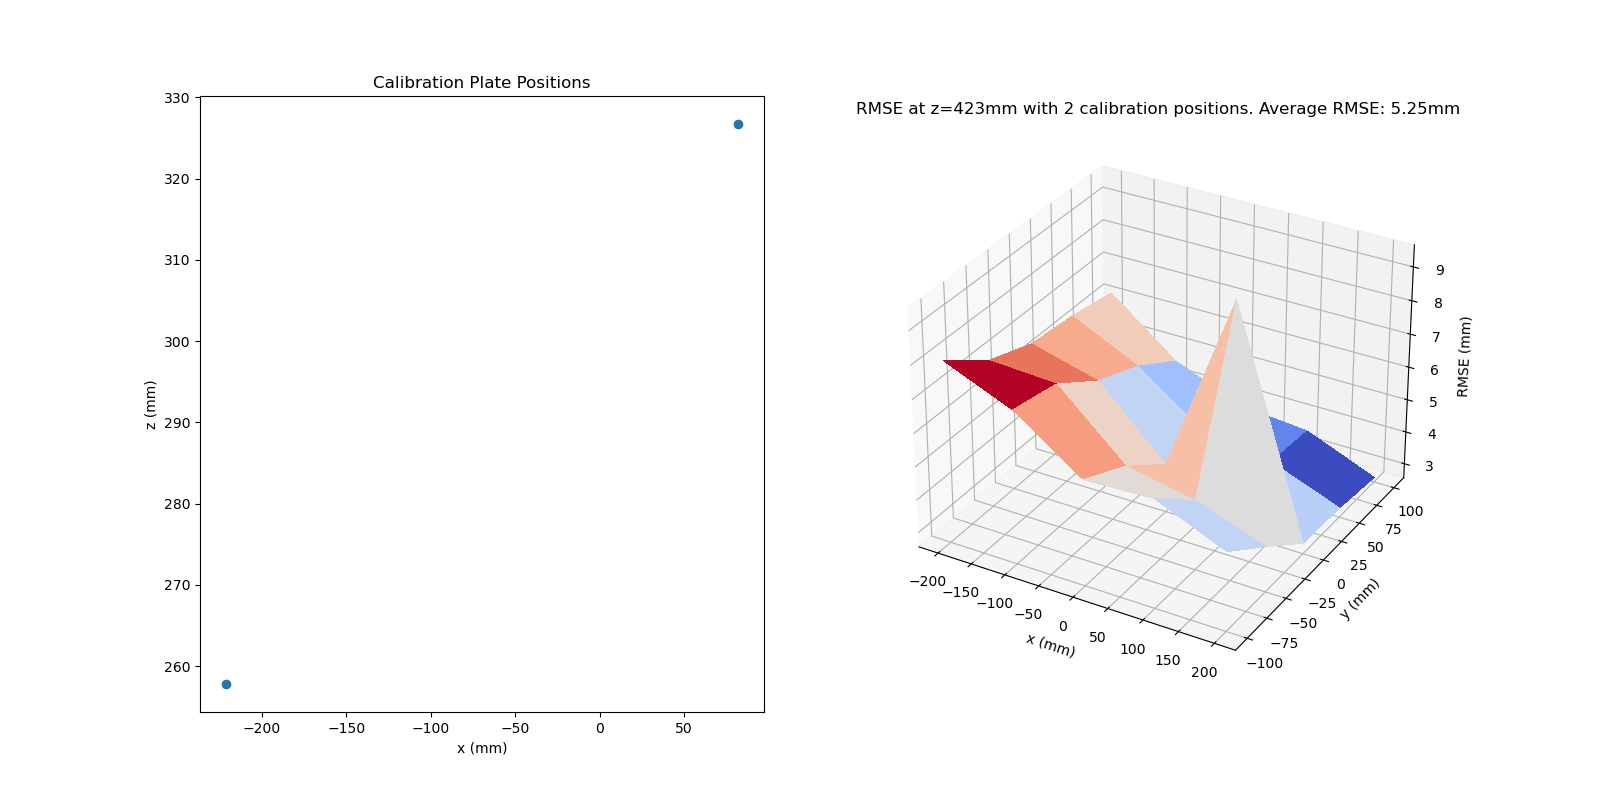 Calibration Plate Positions
330
320
310
300
290
280
270
260
z (mm)
−200 −150 −100 −50 0 50
x (mm)
RMSE at z=423mm with 2 calibration positions. Average RMSE: 5.25mm
9
8
7
6
5
4
3
RMSE (mm)
−200 −150 −100 −50 0 50 100 150 200
x (mm)
100
75
50
25
0
−25
−50
−75
−100
y (mm)